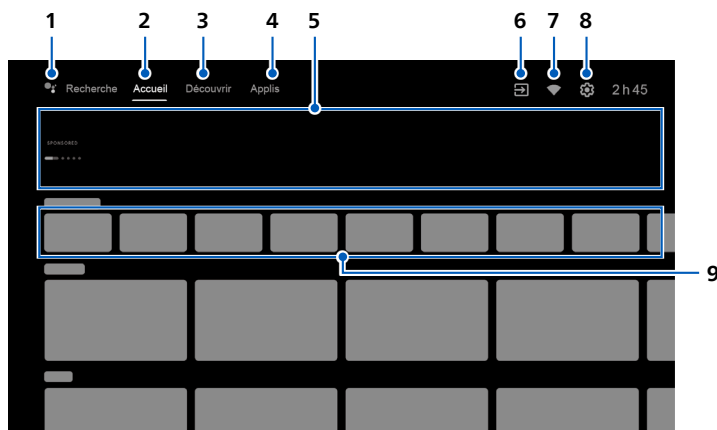 1 2 3 4 5 6 7 8
Recherche Accueil Découvrir Applis 2 h 45
SPONSORED
9